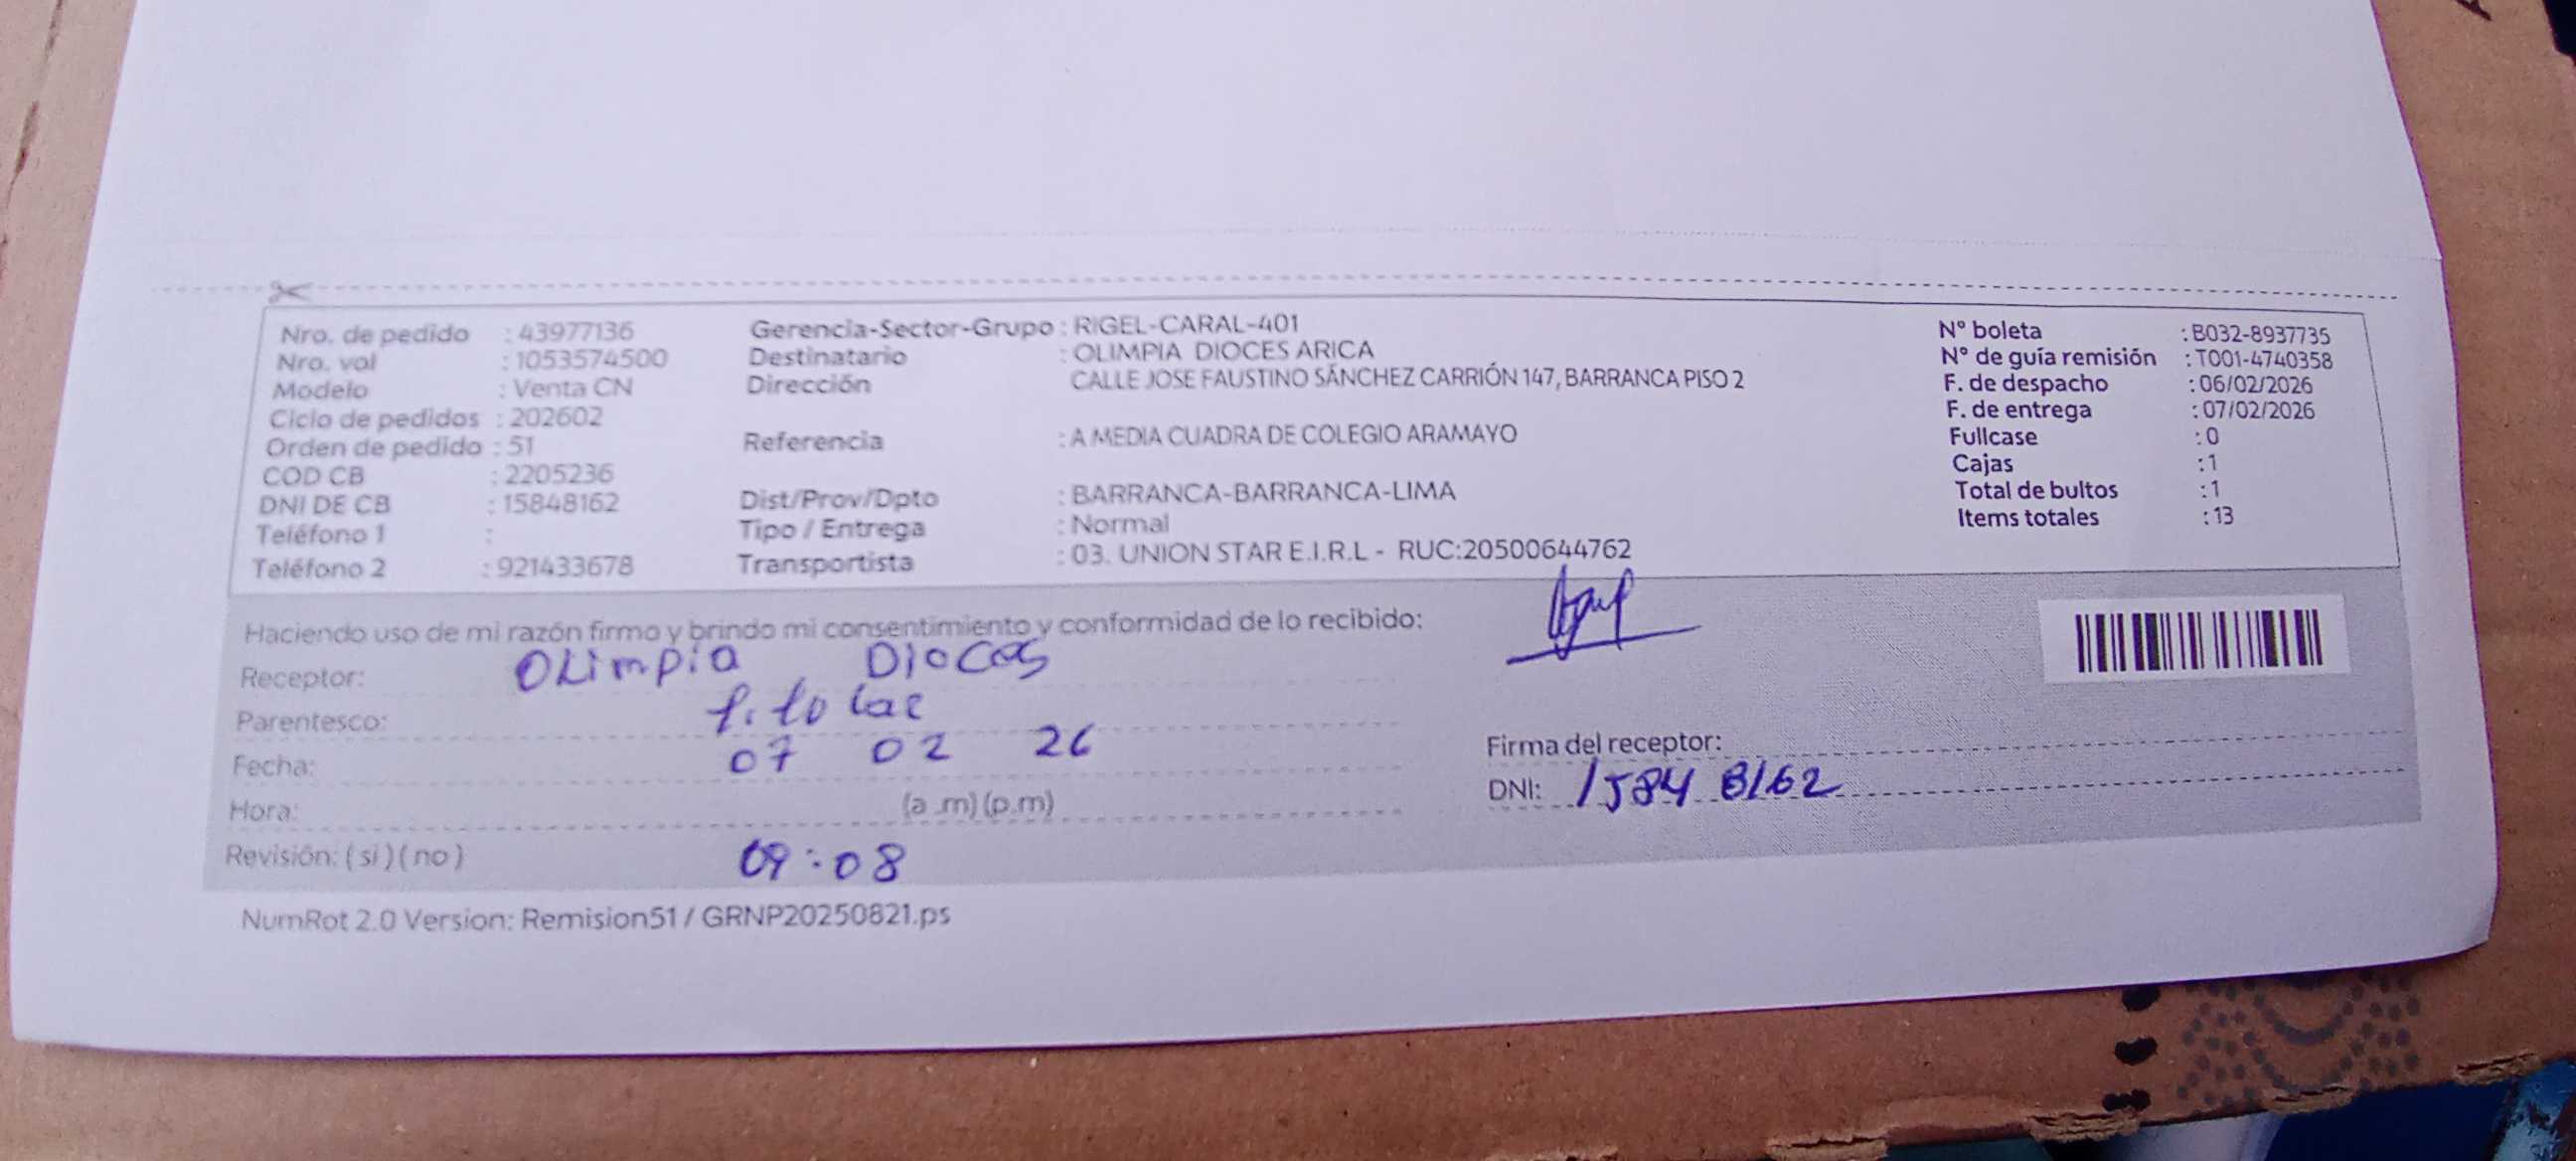 Nro. de pedido : 43977136
Nro. vol : 1053574500
Modelo : Venta CN
Ciclo de pedidos : 202602
Orden de pedido : 51
COD CB : 2205236
DNI DE CB : 15848162
Teléfono 1 :
Teléfono 2 : 921433678
Gerencia-Sector-Grupo : RIGEL-CARAL-401
Destinatario : OLIMPIA DIOCES ARICA
Dirección CALLE JOSE FAUSTINO SÁNCHEZ CARRIÓN 147, BARRANCA PISO 2
Referencia : A MEDIA CUADRA DE COLEGIO ARAMAYO
Dist/Prov/Dpto : BARRANCA-BARRANCA-LIMA
Tipo / Entrega : Normal
Transportista : 03. UNION STAR E.I.R.L - RUC:20500644762
N° boleta : B032-8937735
N° de guía remisión : T001-4740358
F. de despacho : 06/02/2026
F. de entrega : 07/02/2026
Fullcase : 0
Cajas : 1
Total de bultos : 1
Items totales : 13
Haciendo uso de mi razón firmo y brindo mi consentimiento y conformidad de lo recibido:
Receptor: OLimpia Dioces
Parentesco: titular
Fecha: 07 02 26
Hora: (a.m) (p.m)
Revisión: ( si ) ( no ) 09:08
Firma del receptor:
DNI: 15848162
NumRot 2.0 Version: Remision51 / GRNP20250821.ps